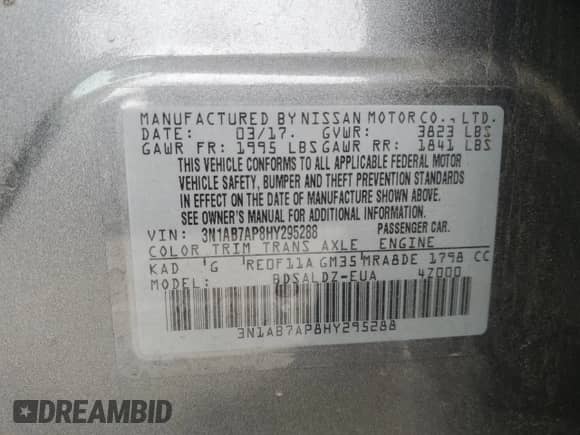 MANUFACTURED BY NISSAN MOTOR CO., LTD.
DATE: 03/17. GVWR: 3823 LBS
GAWR FR: 1995 LBS GAWR RR: 1841 LBS
THIS VEHICLE CONFORMS TO ALL APPLICABLE FEDERAL MOTOR
VEHICLE SAFETY, BUMPER AND THEFT PREVENTION STANDARDS
IN EFFECT ON THE DATE OF MANUFACTURE SHOWN ABOVE.
SEE OWNER'S MANUAL FOR ADDITIONAL INFORMATION.
VIN: 3N1AB7AP8HY295288 PASSENGER CAR.
COLOR TRIM TRANS AXLE ENGINE
KAD 'G RE0F11A GM35 MRA8DE 1798 CC
MODEL: BDSALDZ-EUA 4Z000
3N1AB7AP8HY295288
DREAMBID